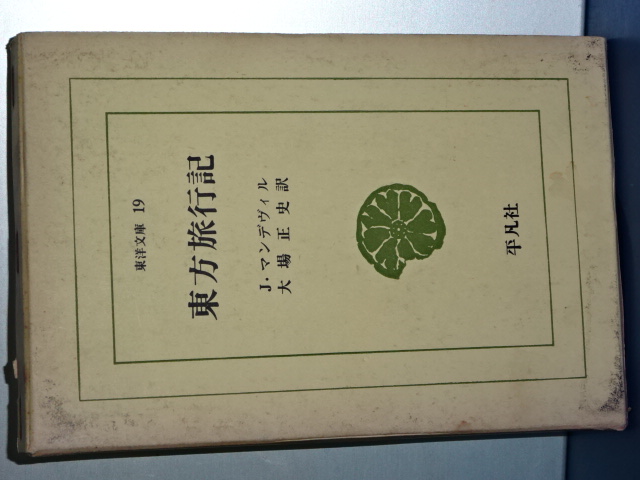 東洋文庫 19
東方旅行記
J・マンデヴィル
大場正史訳
平凡社